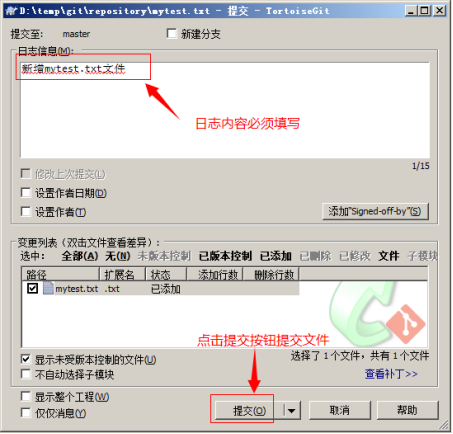 D:\temp\git\repository\mytest.txt - 提交 - TortoiseGit
提交至: master 新建分支
日志信息(M):
新增mytest.txt文件
日志内容必须填写
1/15
修改上次提交(L)
设置作者日期(D)
设置作者(T) 添加"Signed-off-by"(S)
变更列表（双击文件查看差异）:
选中: 全部(A) 无(N) 未版本控制 已版本控制 已添加 已删除 已修改 文件 子模块
路径 扩展名 状态 添加行数 删除行数
mytest.txt .txt 已添加
点击提交按钮提交文件
显示未受版本控制的文件(U) 选择了 1 个文件，共有 1 个文件
不自动选择子模块 查看补丁>>
显示整个工程(W)
仅仅消息(Y) 提交(O) 取消 帮助